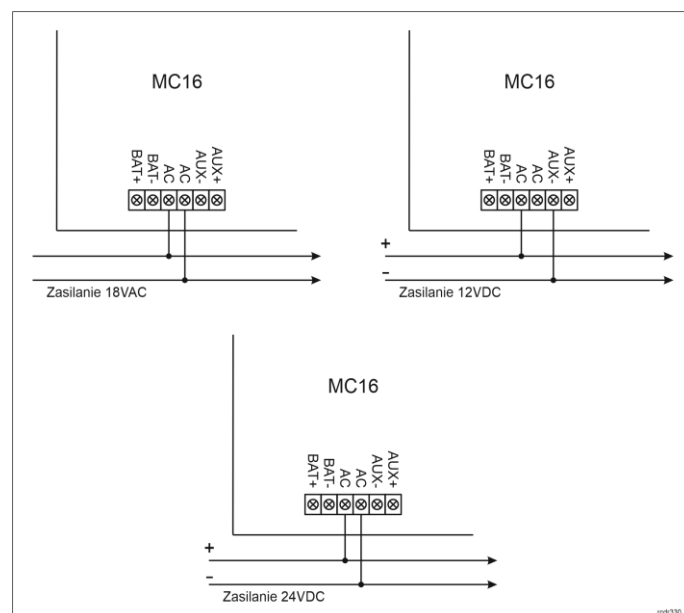 MC16
BAT+
BAT-
AC
AC
AUX-
AUX+
Zasilanie 18VAC
MC16
BAT+
BAT-
AC
AC
AUX-
AUX+
+
-
Zasilanie 12VDC
MC16
BAT+
BAT-
AC
AC
AUX-
AUX+
+
-
Zasilanie 24VDC